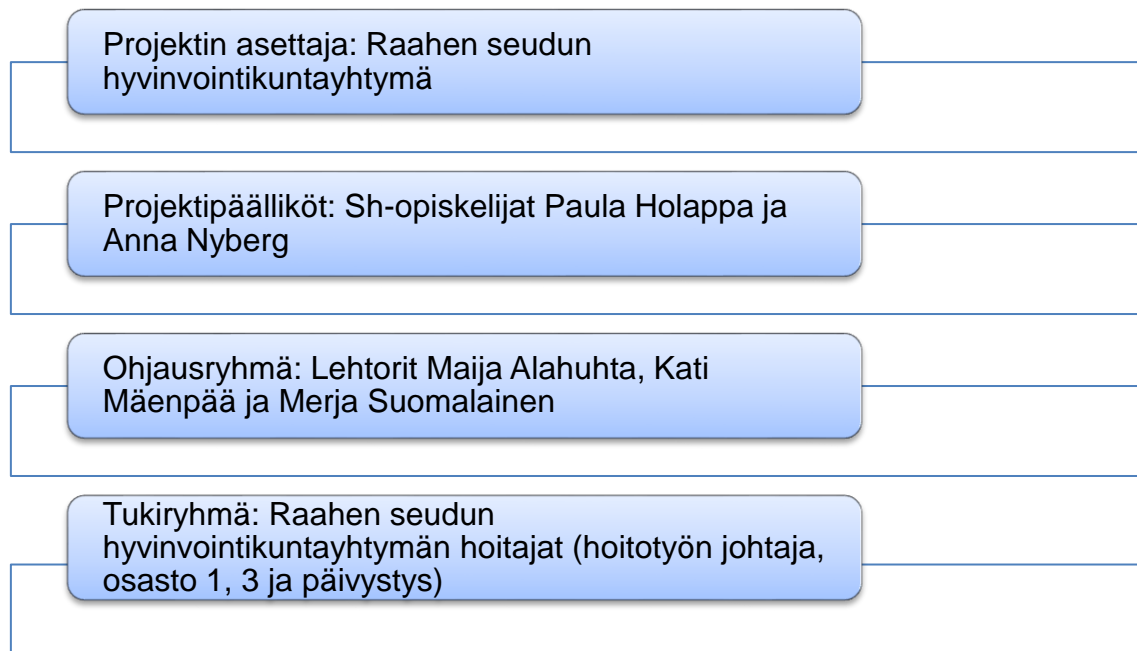 Projektin asettaja: Raahen seudun
hyvinvointikuntayhtymä
Projektipäälliköt: Sh-opiskelijat Paula Holappa ja
Anna Nyberg
Ohjausryhmä: Lehtorit Maija Alahuhta, Kati
Mäenpää ja Merja Suomalainen
Tukiryhmä: Raahen seudun
hyvinvointikuntayhtymän hoitajat (hoitotyön johtaja,
osasto 1, 3 ja päivystys)